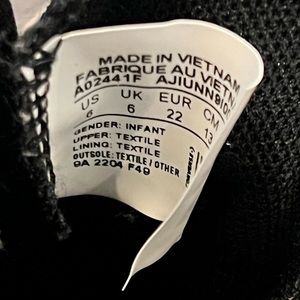 MADE IN VIETNAM
FABRIQUE AU VIETNAM
A02441F
US UK EUR CM
6 6 22 13
GENDER: INFANT
UPPER: TEXTILE
LINING: TEXTILE
OUTSOLE: TEXTILE / OTHER
9A 2204 F49